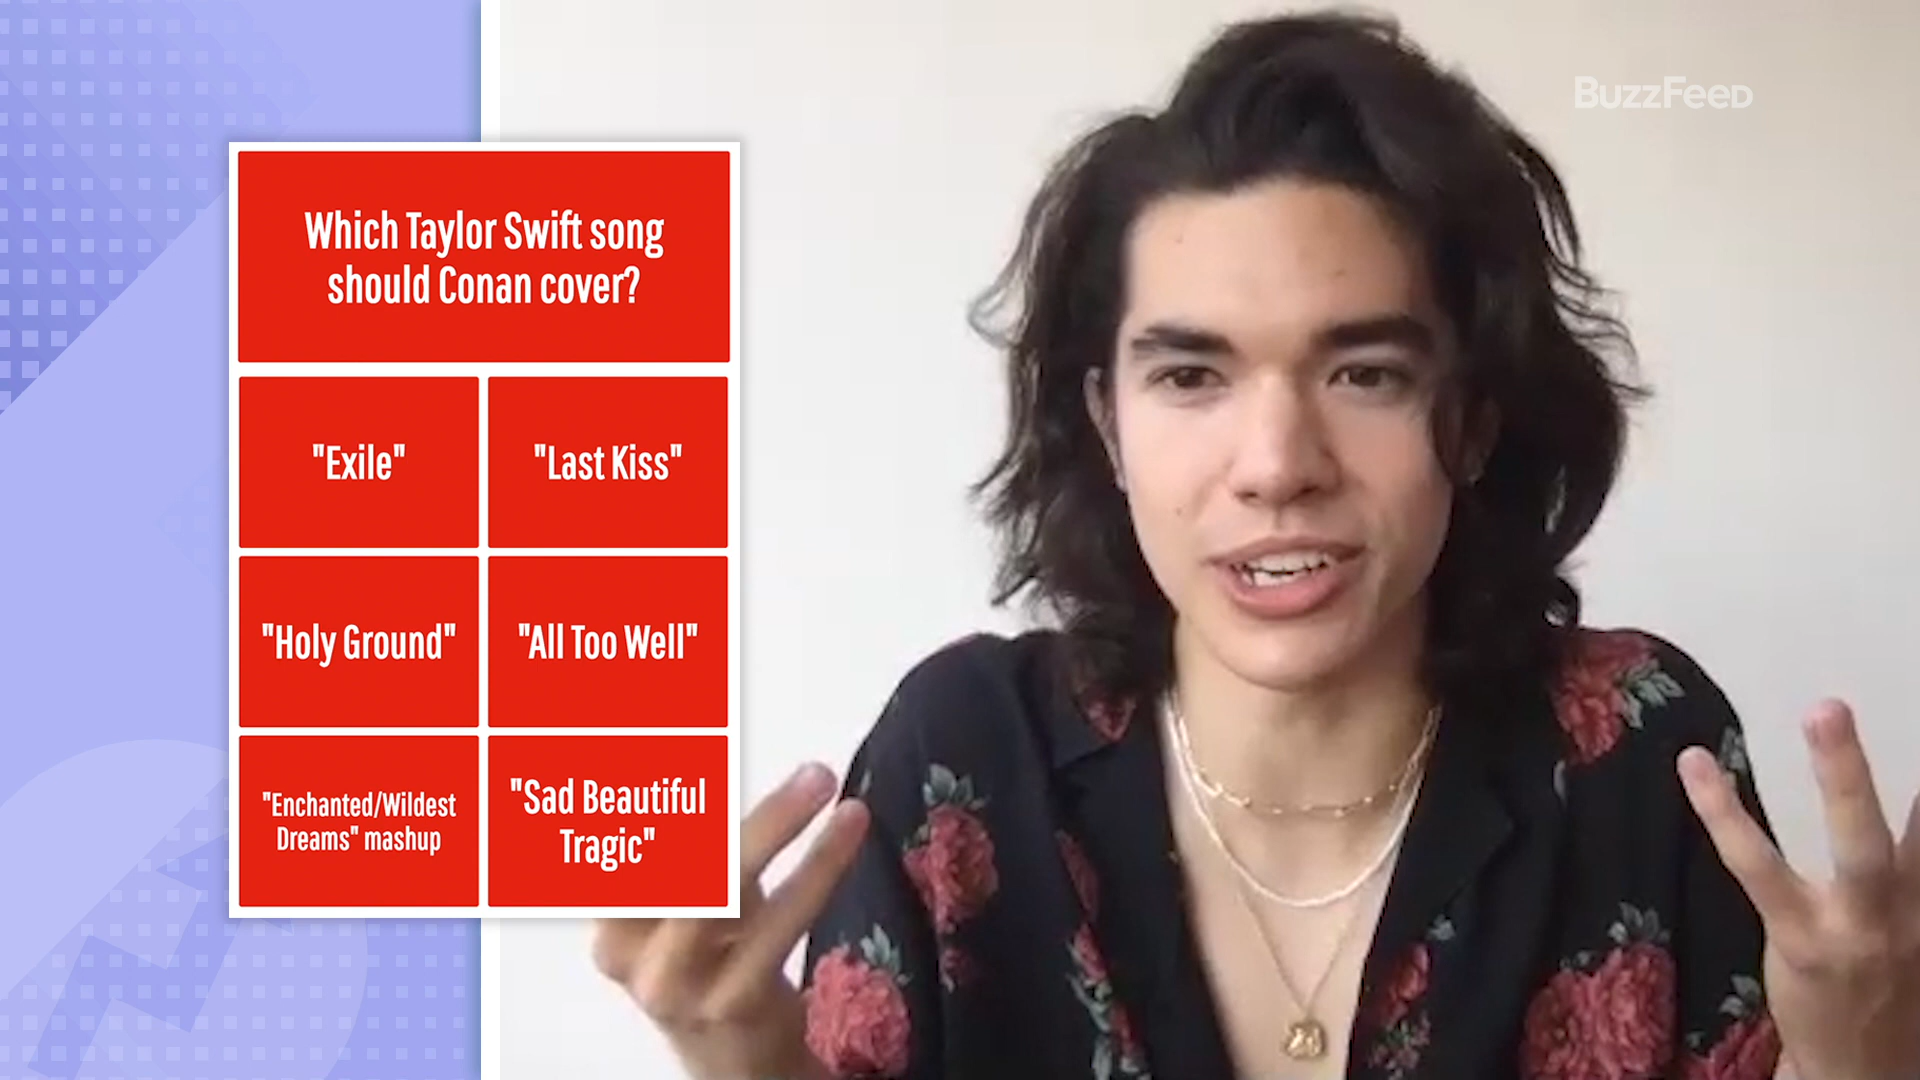 BuzzFeed
Which Taylor Swift song
should Conan cover?
"Exile"
"Last Kiss"
"Holy Ground"
"All Too Well"
"Enchanted/Wildest
Dreams" mashup
"Sad Beautiful
Tragic"